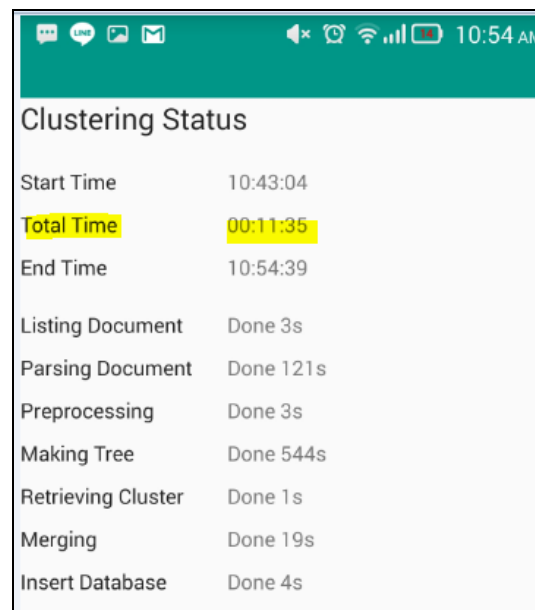 LINE 14 10:54 AM
Clustering Status
Start Time 10:43:04
Total Time 00:11:35
End Time 10:54:39
Listing Document Done 3s
Parsing Document Done 121s
Preprocessing Done 3s
Making Tree Done 544s
Retrieving Cluster Done 1s
Merging Done 19s
Insert Database Done 4s